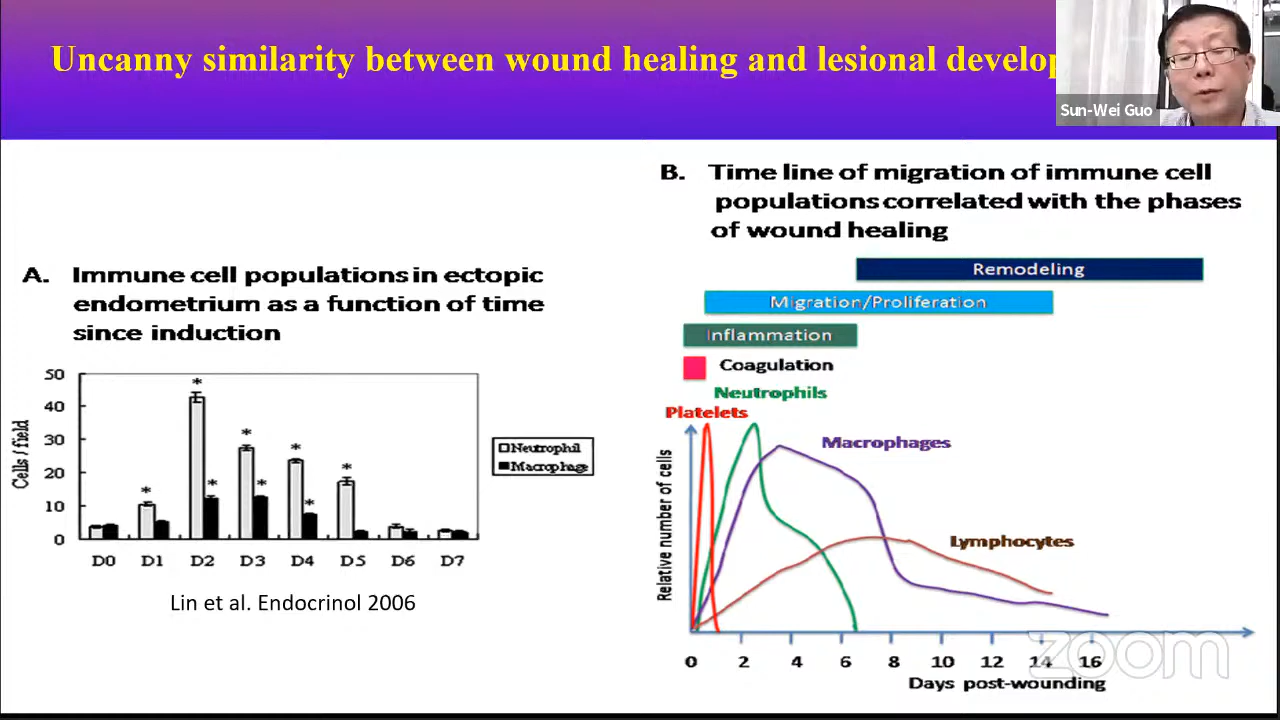 Uncanny similarity between wound healing and lesional develop
Sun-Wei Guo
A. Immune cell populations in ectopic
endometrium as a function of time
since induction
50
40
30
20
10
0
Cells / field
* * * * * * * *
D0 D1 D2 D3 D4 D5 D6 D7
Neutrophil
Macrophage
Lin et al. Endocrinol 2006
B. Time line of migration of immune cell
populations correlated with the phases
of wound healing
Remodeling
Migration/Proliferation
Inflammation
Coagulation
Neutrophils
Platelets
Macrophages
Lymphocytes
Relative number of cells
0 2 4 6 8 10 12 14 16
Days post-wounding
zoom